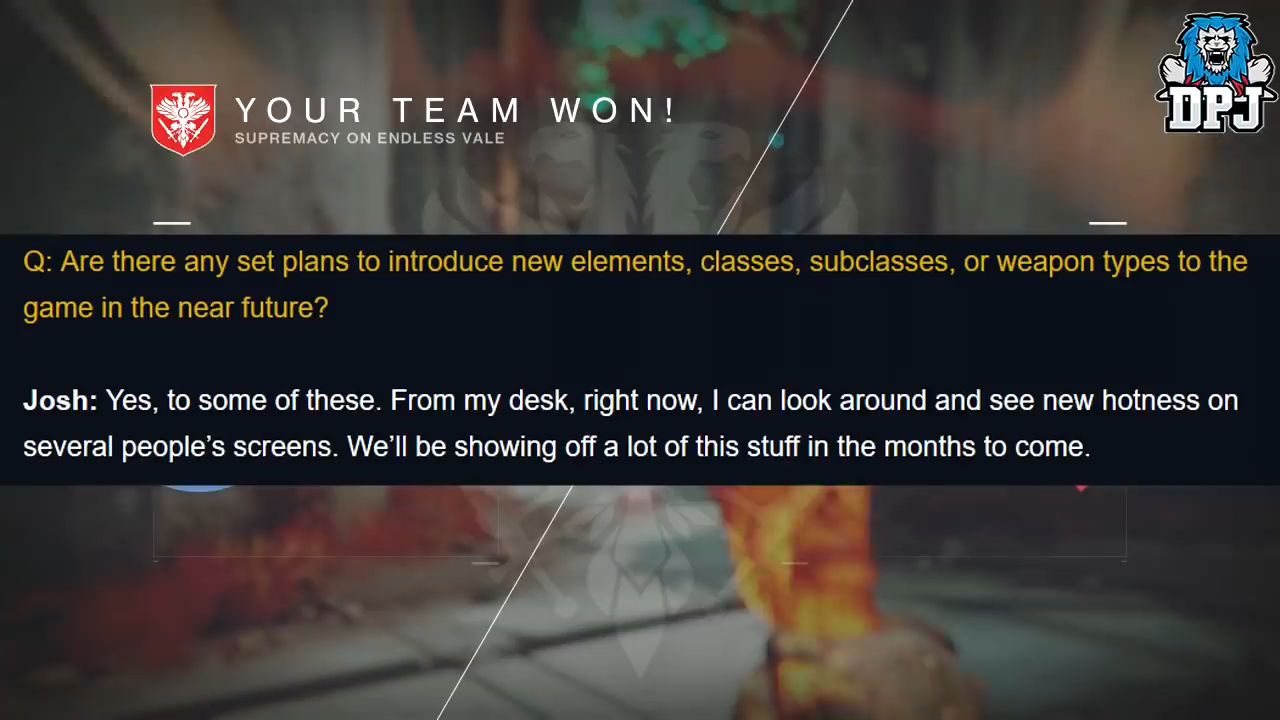 YOUR TEAM WON!
SUPREMACY ON ENDLESS VALE
DPJ
Q: Are there any set plans to introduce new elements, classes, subclasses, or weapon types to the
game in the near future?
Josh: Yes, to some of these. From my desk, right now, I can look around and see new hotness on
several people’s screens. We’ll be showing off a lot of this stuff in the months to come.